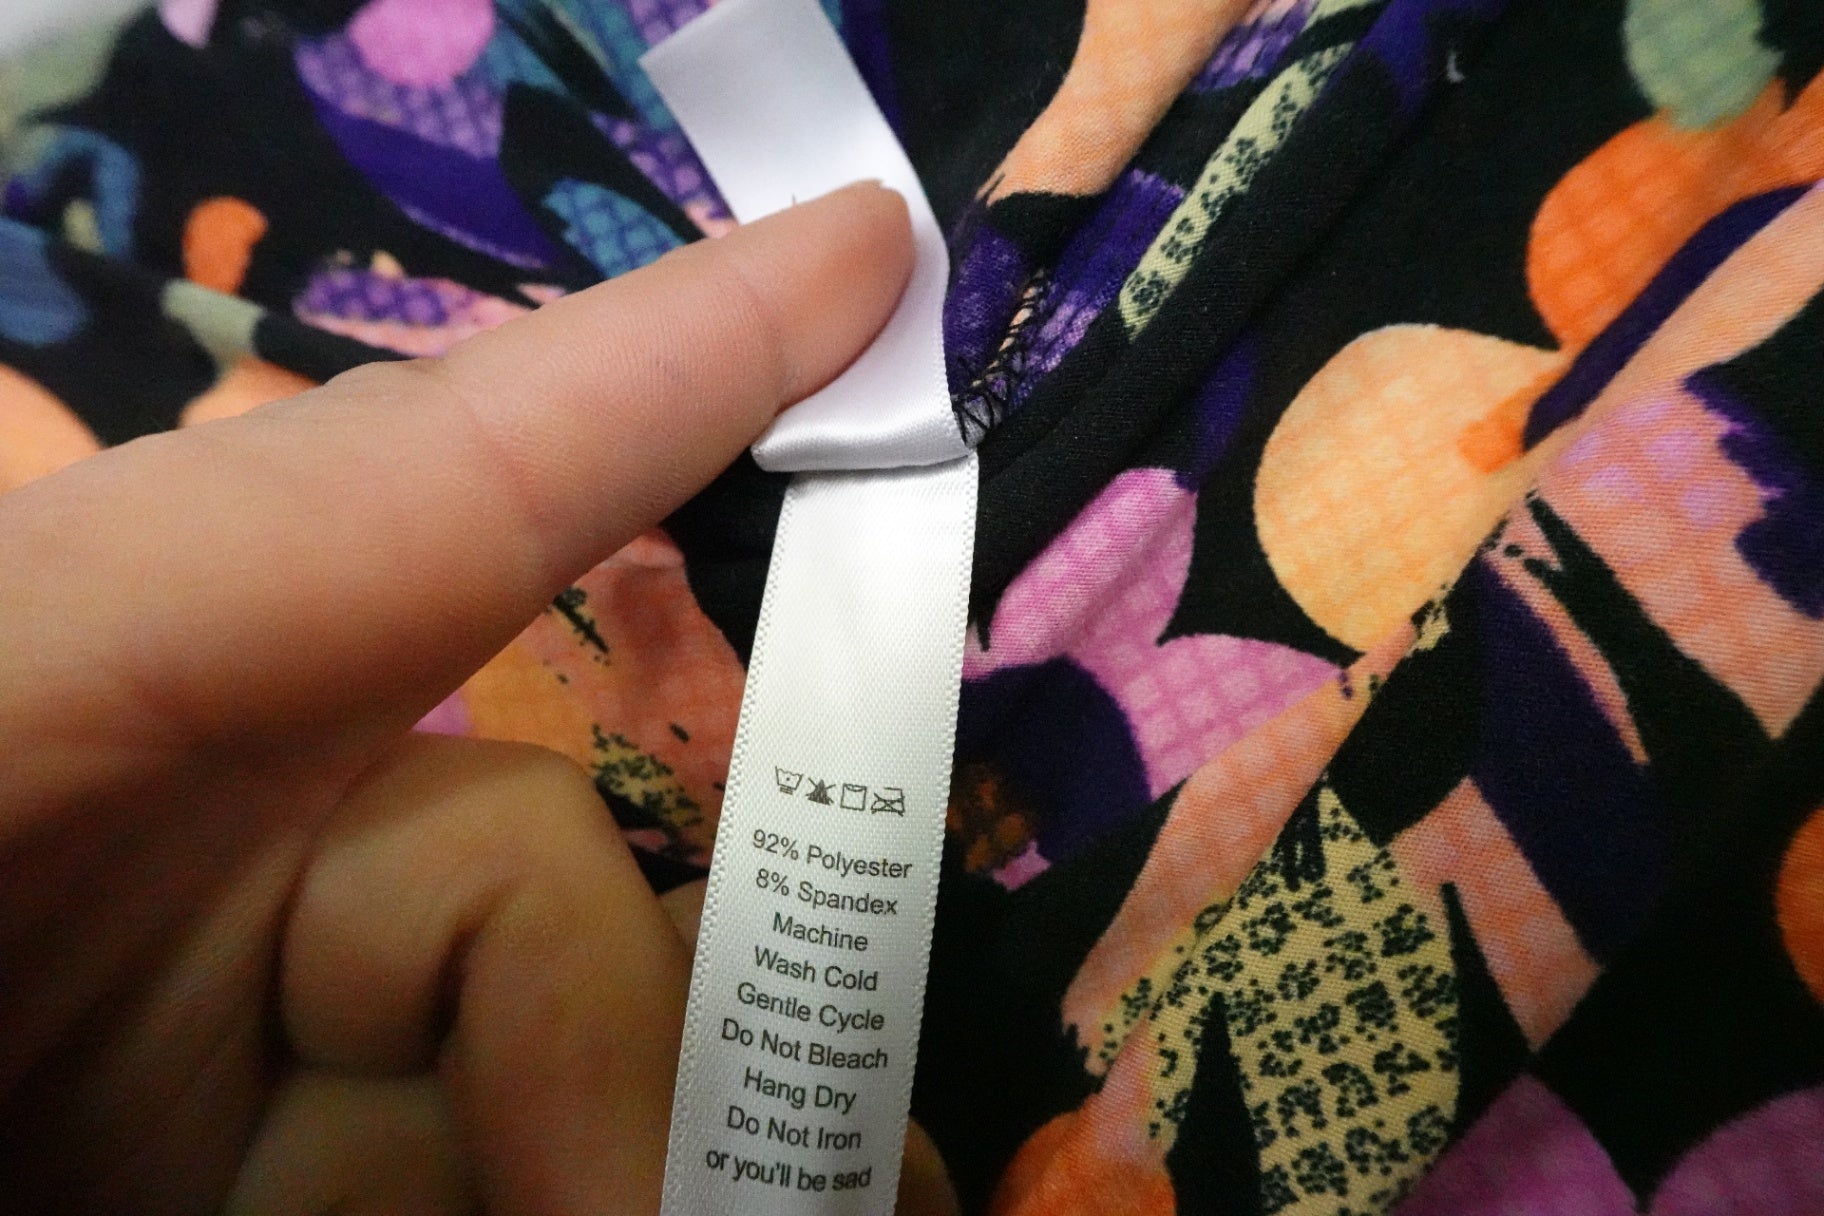 92% Polyester
8% Spandex
Machine
Wash Cold
Gentle Cycle
Do Not Bleach
Hang Dry
Do Not Iron
or you'll be sad